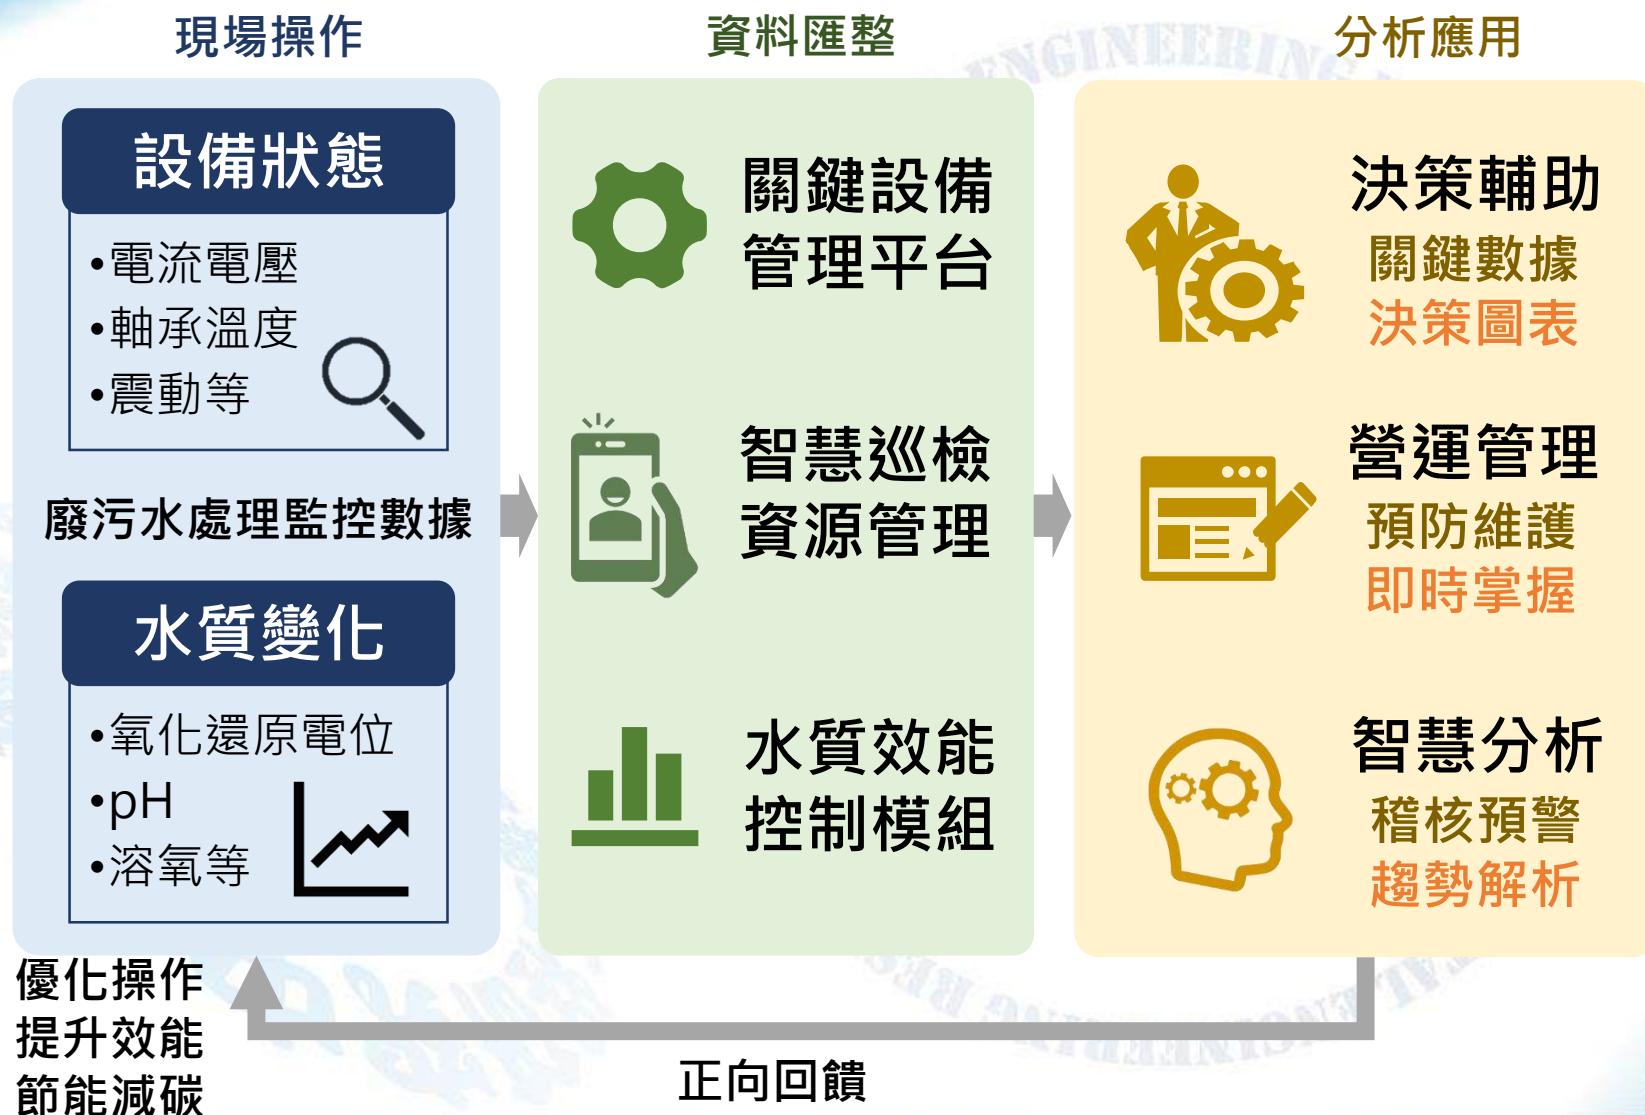 現場操作
設備狀態
•電流電壓
•軸承溫度
•震動等
廢污水處理監控數據
水質變化
•氧化還原電位
•pH
•溶氧等
資料匯整
關鍵設備
管理平台
智慧巡檢
資源管理
水質效能
控制模組
分析應用
決策輔助
關鍵數據
決策圖表
營運管理
預防維護
即時掌握
智慧分析
稽核預警
趨勢解析
優化操作
提升效能
節能減碳
正向回饋
ENGINEERING